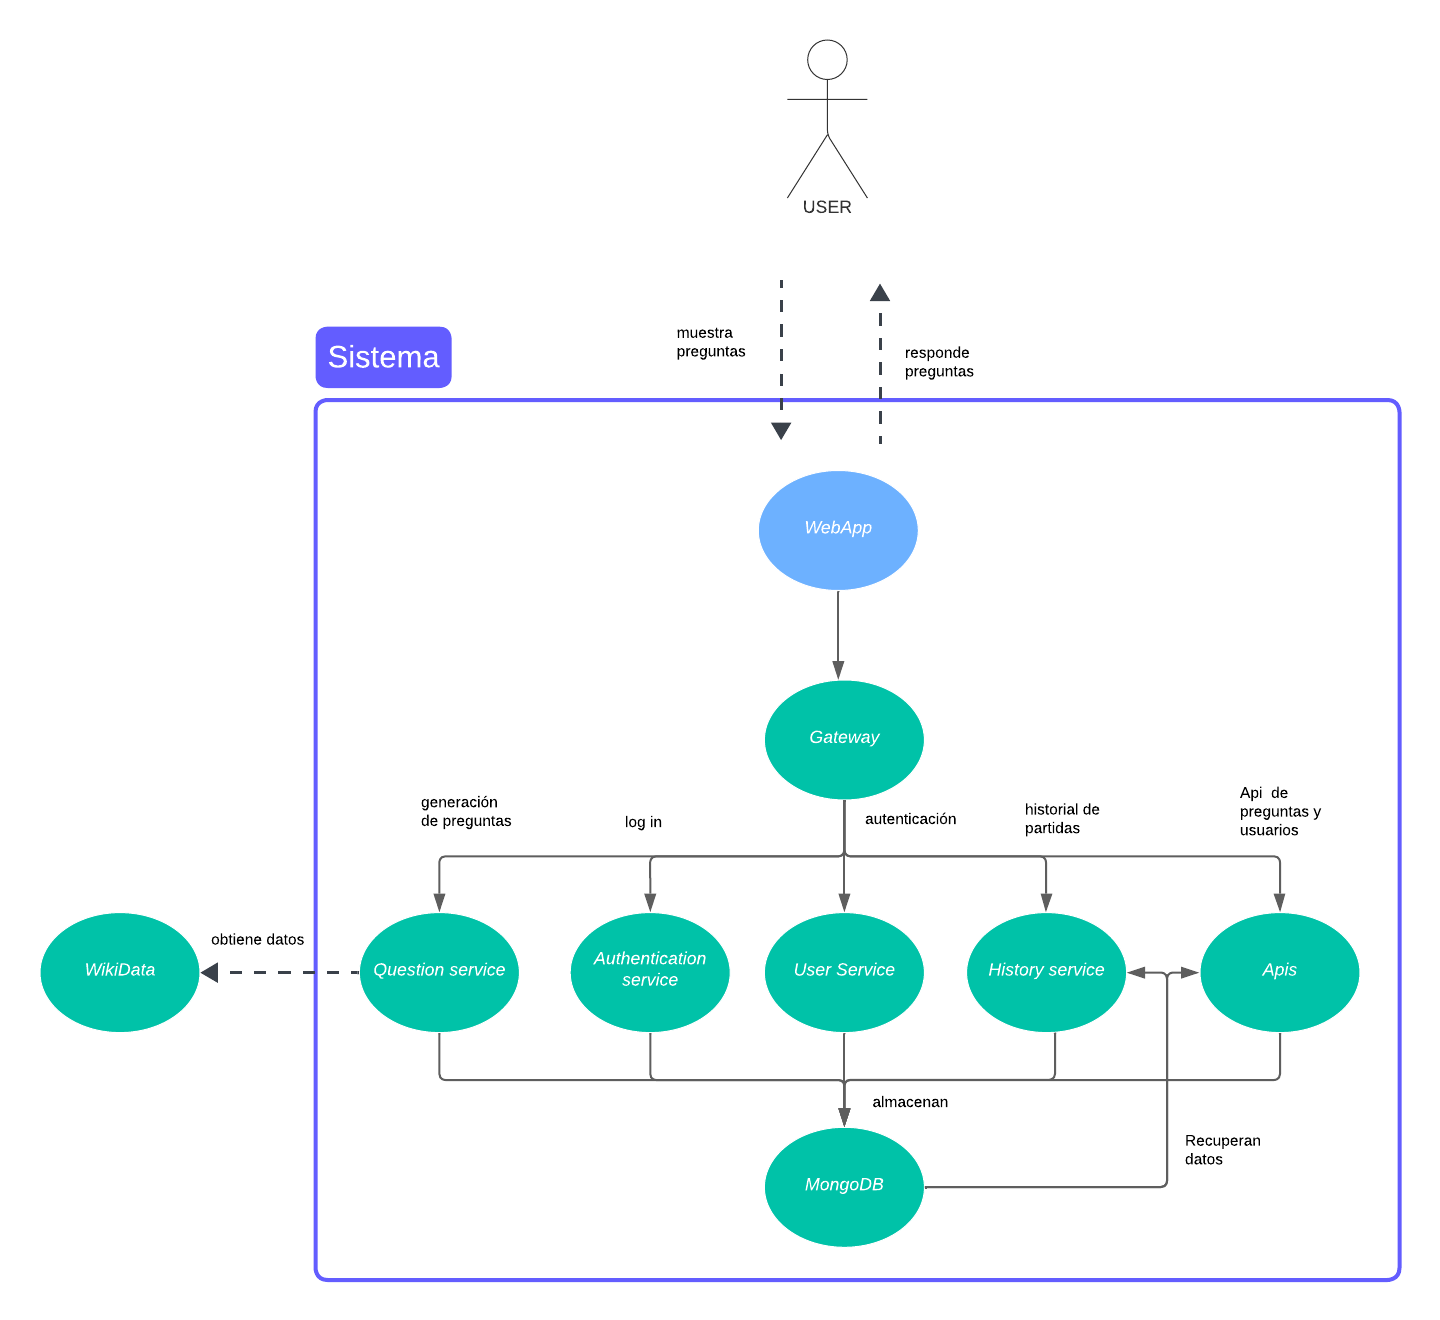 USER
muestra
preguntas
responde
preguntas
Sistema
WebApp
Gateway
generación
de preguntas
log in
autenticación
historial de
partidas
Api  de
preguntas y
usuarios
obtiene datos
WikiData
Question service
Authentication
service
User Service
History service
Apis
almacenan
Recuperan
datos
MongoDB